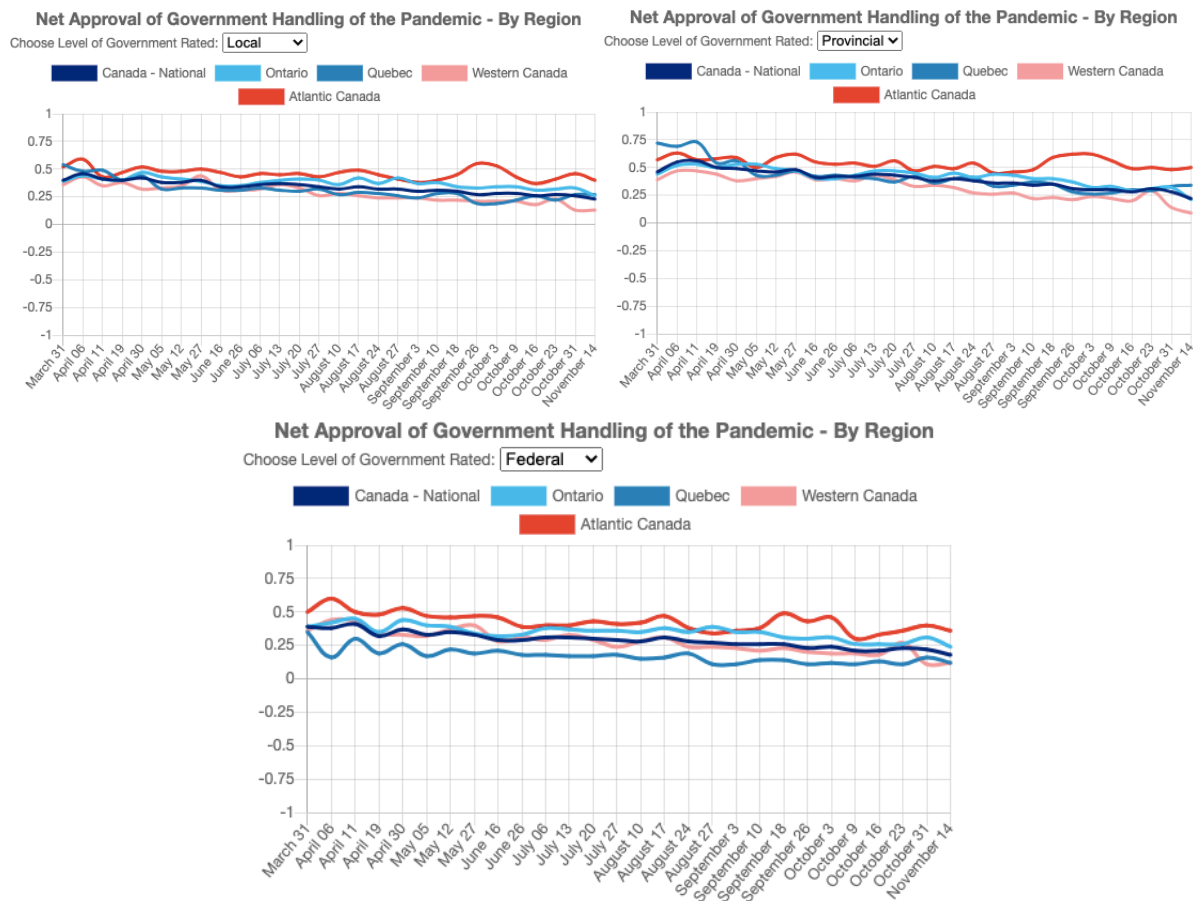 Net Approval of Government Handling of the Pandemic - By Region
Choose Level of Government Rated: Local
Canada - National Ontario Quebec Western Canada
Atlantic Canada
1
0.75
0.5
0.25
0
-0.25
-0.5
-0.75
-1
March 31 April 06 April 11 April 19 April 30 May 05 May 12 May 27 June 16 June 26 July 06 July 13 July 20 July 27 August 10 August 17 August 24 August 27 September 3 September 10 September 18 September 26 October 3 October 9 October 16 October 23 October 31 November 14
Net Approval of Government Handling of the Pandemic - By Region
Choose Level of Government Rated: Provincial
Canada - National Ontario Quebec Western Canada
Atlantic Canada
1
0.75
0.5
0.25
0
-0.25
-0.5
-0.75
-1
March 31 April 06 April 11 April 19 April 30 May 05 May 12 May 27 June 16 June 26 July 06 July 13 July 20 July 27 August 10 August 17 August 24 August 27 September 3 September 10 September 18 September 26 October 3 October 9 October 16 October 23 October 31 November 14
Net Approval of Government Handling of the Pandemic - By Region
Choose Level of Government Rated: Federal
Canada - National Ontario Quebec Western Canada
Atlantic Canada
1
0.75
0.5
0.25
0
-0.25
-0.5
-0.75
-1
March 31 April 06 April 11 April 19 April 30 May 05 May 12 May 27 June 16 June 26 July 06 July 13 July 20 July 27 August 10 August 17 August 24 August 27 September 3 September 10 September 18 September 26 October 3 October 9 October 16 October 23 October 31 November 14